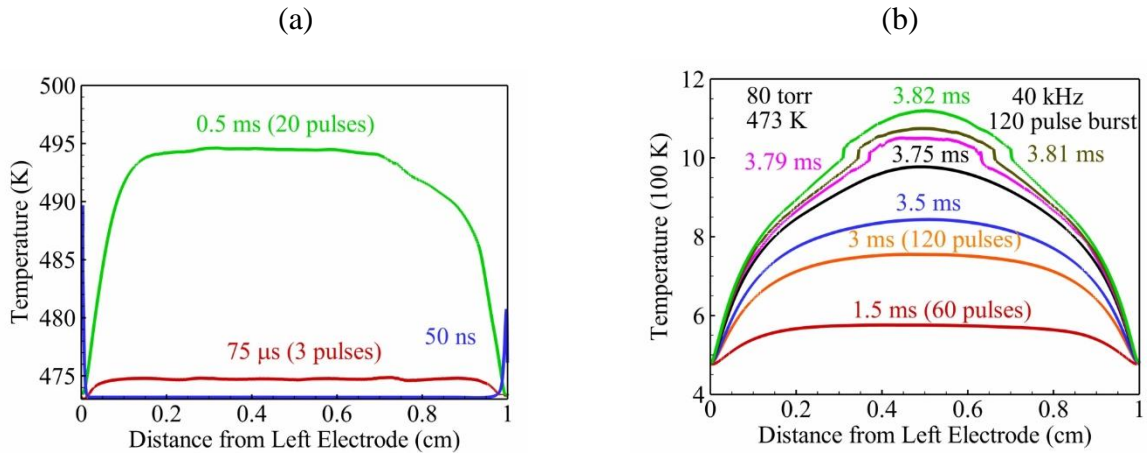 (a)
(b)
500
495
490
485
480
475
Temperature (K)
0.5 ms (20 pulses)
50 ns
75 μs (3 pulses)
0
0.2
0.4
0.6
0.8
1
Distance from Left Electrode (cm)
12
10
8
6
4
Temperature (100 K)
80 torr
473 K
3.82 ms
40 kHz
120 pulse burst
3.79 ms
3.75 ms
3.81 ms
3.5 ms
3 ms (120 pulses)
1.5 ms (60 pulses)
0
0.2
0.4
0.6
0.8
1
Distance from Left Electrode (cm)